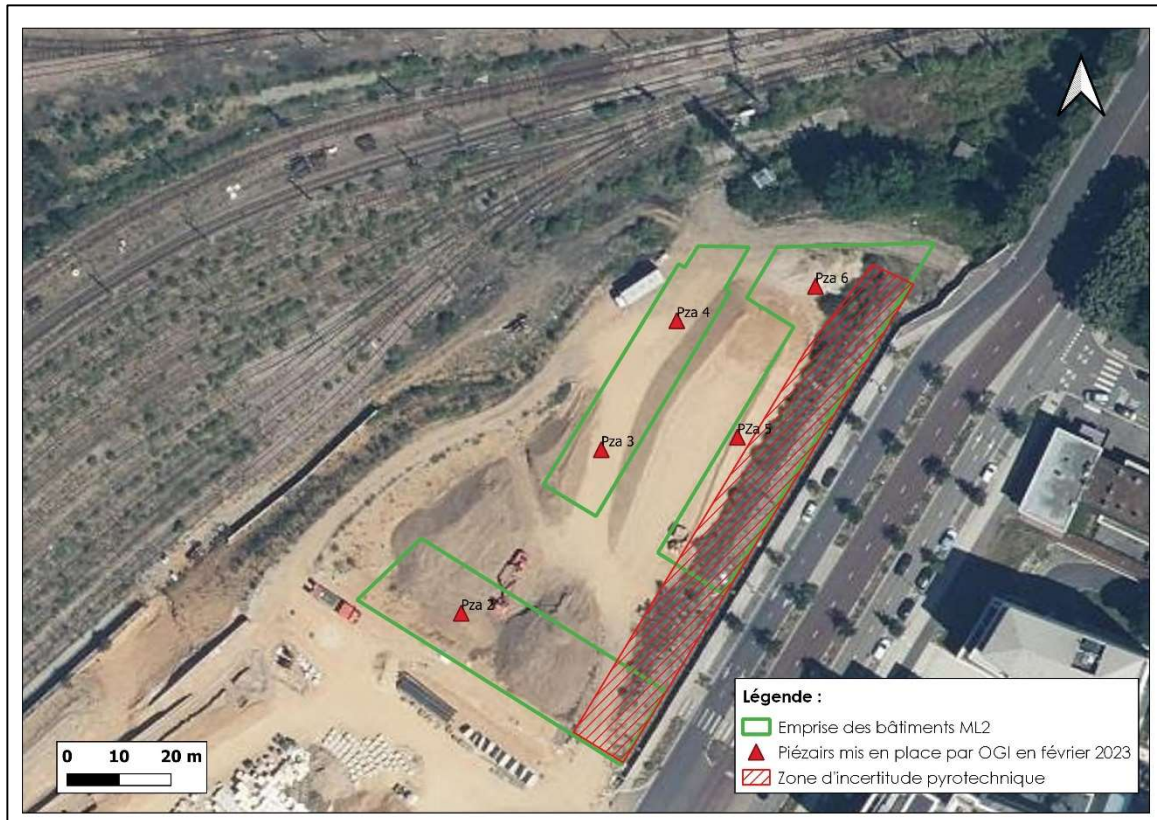 Pza 6
Pza 4
PZa 5
Pza 3
Pza 2
Légende :
Emprise des bâtiments ML2
Piézairs mis en place par OGI en février 2023
Zone d'incertitude pyrotechnique
0 10 20 m